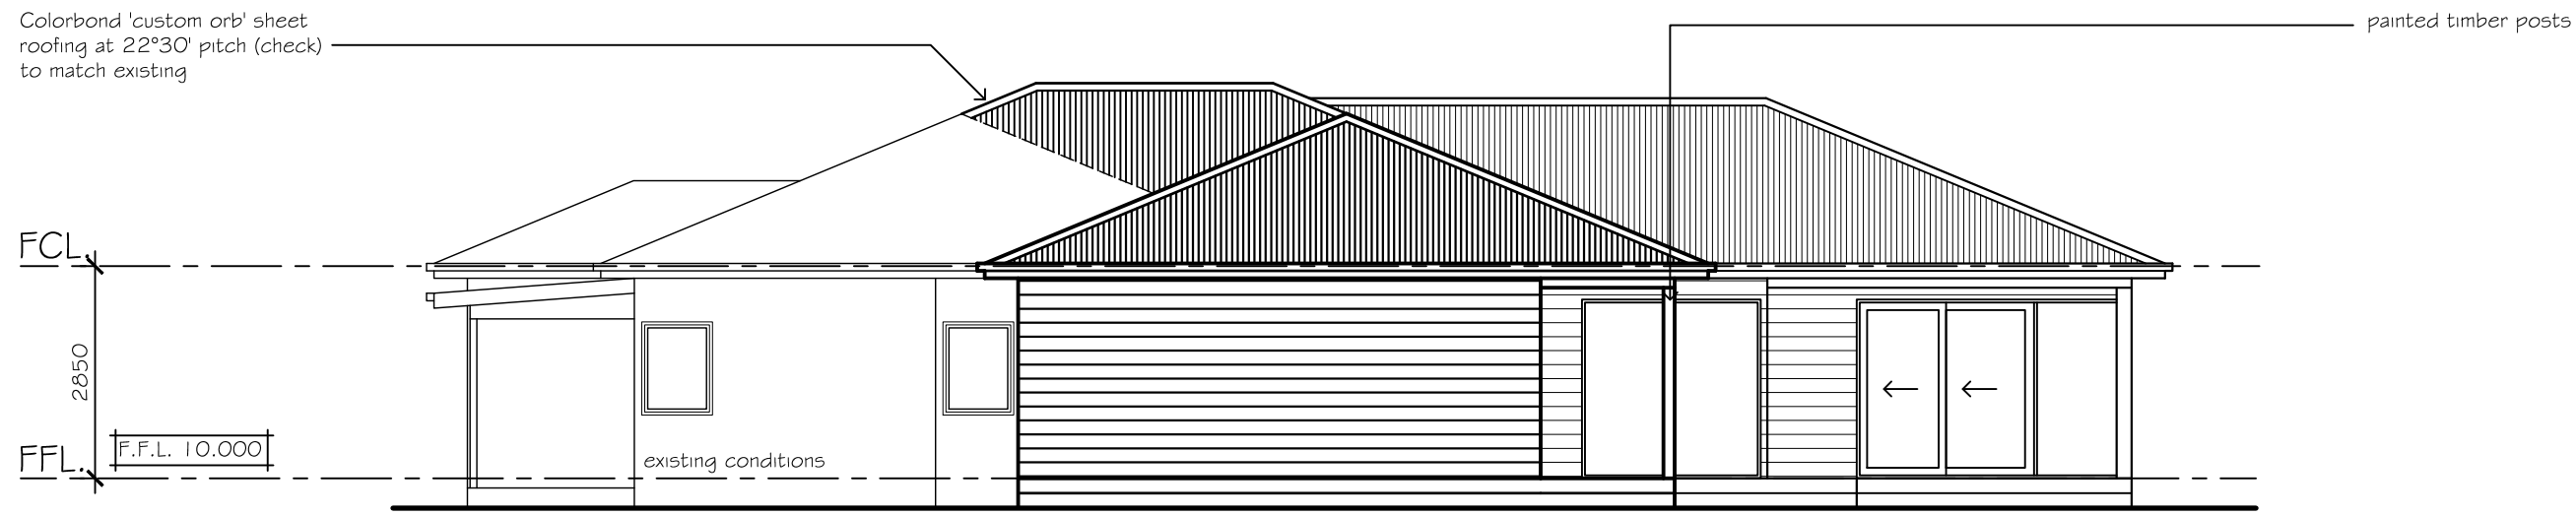 Colorbond 'custom orb' sheet
roofing at 22°30' pitch (check)
to match existing
painted timber posts
FCL.
2850
F.F.L. 10.000
FFL.
existing conditions